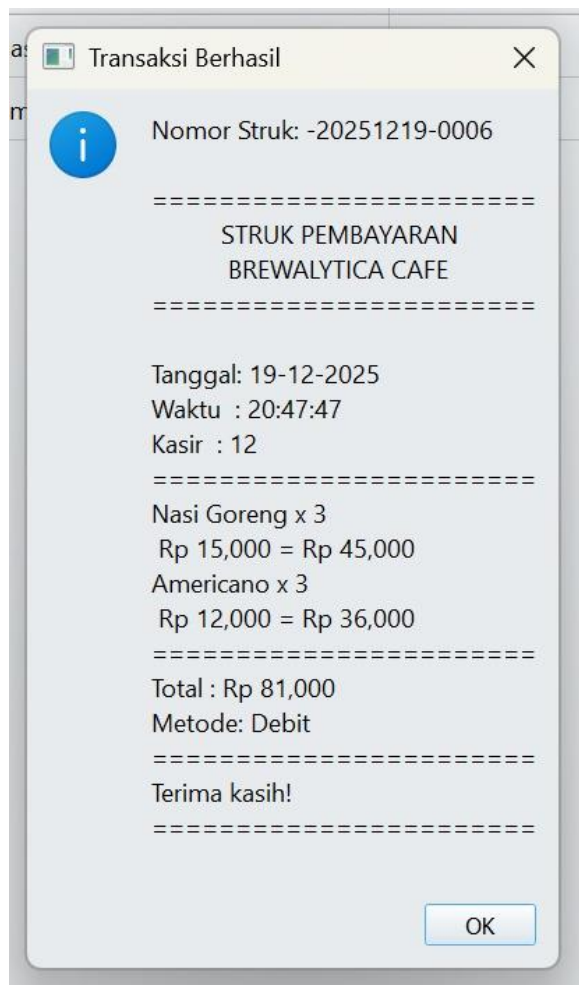 Transaksi Berhasil
Nomor Struk: -20251219-0006
=======================
STRUK PEMBAYARAN
BREWALYTICA CAFE
=======================
Tanggal: 19-12-2025
Waktu : 20:47:47
Kasir : 12
=======================
Nasi Goreng x 3
Rp 15,000 = Rp 45,000
Americano x 3
Rp 12,000 = Rp 36,000
=======================
Total : Rp 81,000
Metode: Debit
=======================
Terima kasih!
=======================
OK